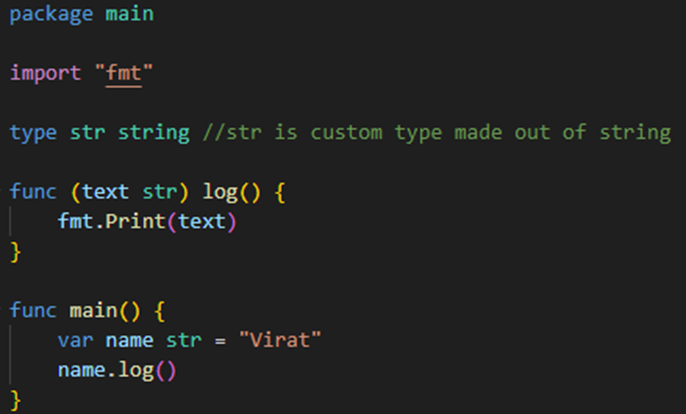 package main
import "fmt"
type str string //str is custom type made out of string
func (text str) log() {
fmt.Print(text)
}
func main() {
var name str = "Virat"
name.log()
}